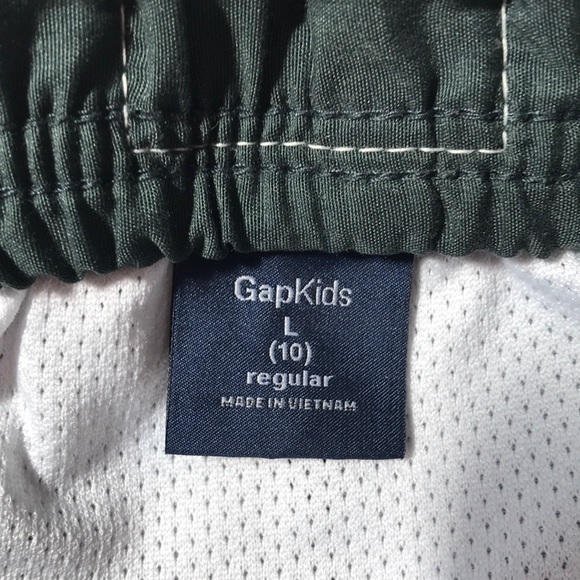 GapKids
L
(10)
regular
MADE IN VIETNAM